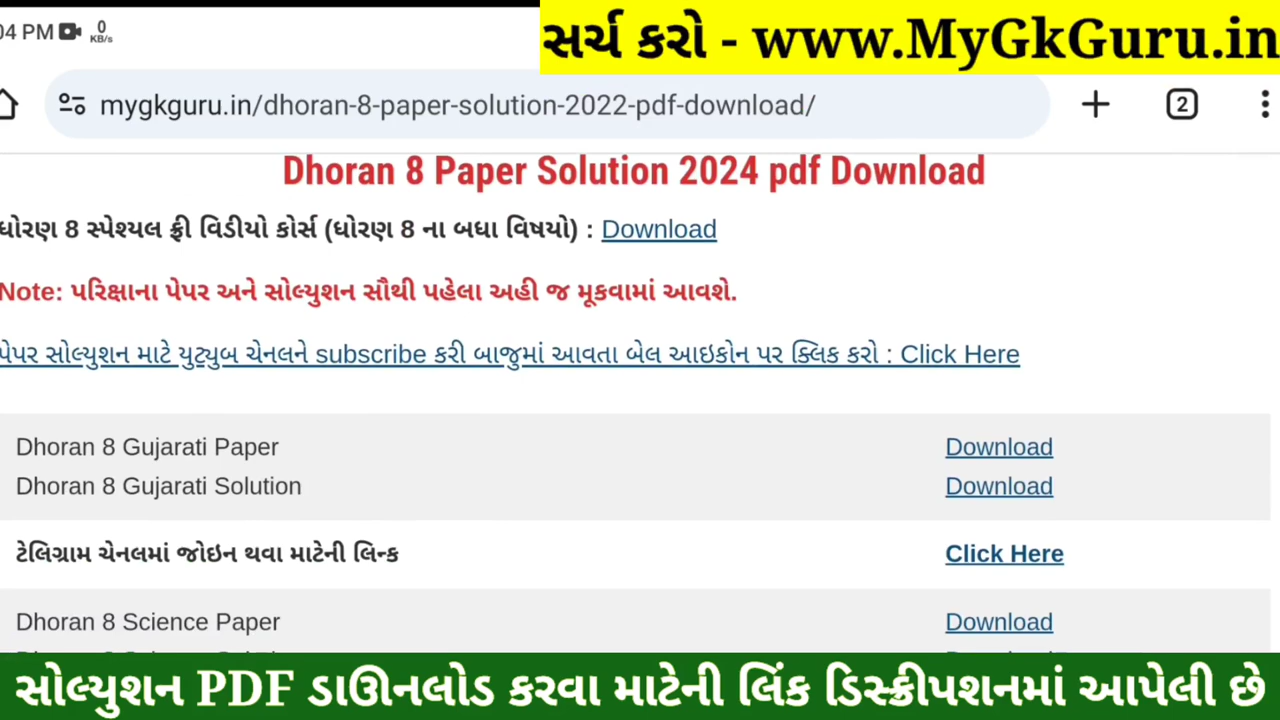 04 PM 0 KB/s
સર્ચ કરો - www.MyGkGuru.in
mygkguru.in/dhoran-8-paper-solution-2022-pdf-download/
2
Dhoran 8 Paper Solution 2024 pdf Download
ધોરણ 8 સ્પેશ્યલ ફ્રી વિડીયો કોર્સ (ધોરણ 8 ના બધા વિષયો) : Download
Note: પરિક્ષાના પેપર અને સોલ્યુશન સૌથી પહેલા અહી જ મૂકવામાં આવશે.
પેપર સોલ્યુશન માટે યુટ્યુબ ચેનલને subscribe કરી બાજુમાં આવતા બેલ આઇકોન પર ક્લિક કરો : Click Here
Dhoran 8 Gujarati Paper Download
Dhoran 8 Gujarati Solution Download
ટેલિગ્રામ ચેનલમાં જોઇન થવા માટેની લિન્ક Click Here
Dhoran 8 Science Paper Download
સોલ્યુશન PDF ડાઊનલોડ કરવા માટેની લિંક ડિસ્ક્રીપશનમાં આપેલી છે